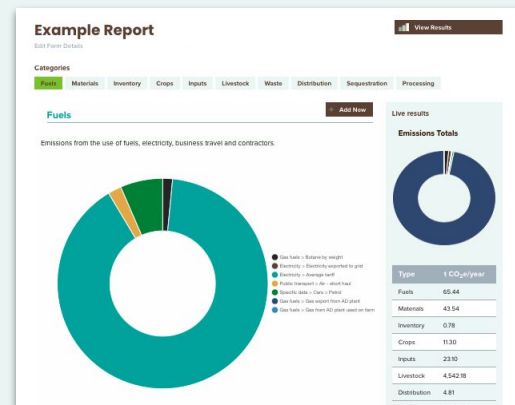 Example Report
View Results
Edit Farm Details
Categories
Fuels Materials Inventory Crops Inputs Livestock Waste Distribution Sequestration Processing
Fuels
+ Add New
Emissions from the use of fuels, electricity, business travel and contractors.
Gas fuels > Butane by weight
Electricity > Electricity exported to grid
Electricity > Average tariff
Public transport > Air - short haul
Specific data > Cars > Petrol
Gas fuels > Gas export from AD plant
Gas fuels > Gas from AD plant used on farm
Live results
Emissions Totals
Type t CO₂e/year
Fuels 65.44
Materials 43.54
Inventory 0.78
Crops 11.30
Inputs 23.10
Livestock 4,542.18
Distribution 4.81